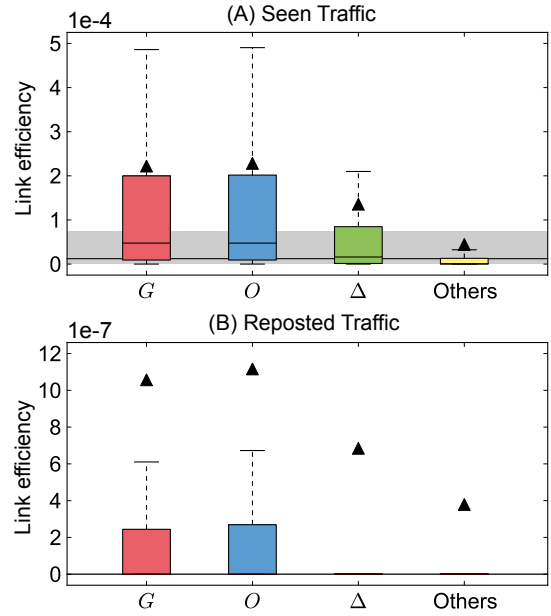 (A) Seen Traffic
1e-4
5
4
3
2
1
0
Link efficiency
G O Δ Others
(B) Reposted Traffic
1e-7
12
10
8
6
4
2
0
Link efficiency
G O Δ Others